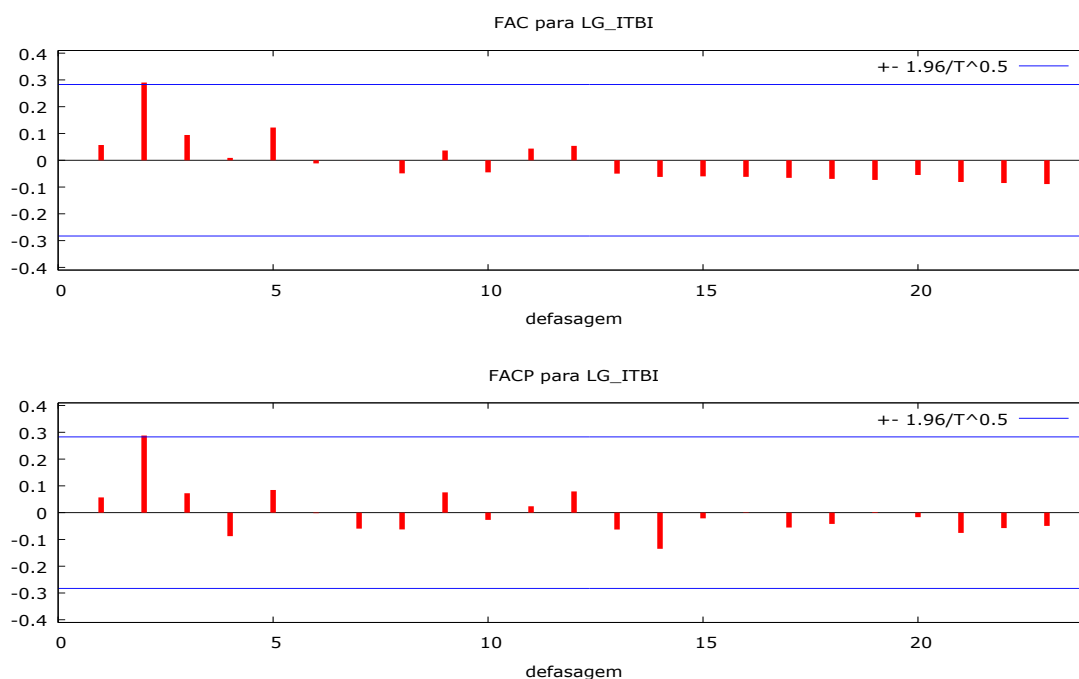 FAC para LG_ITBI
+- 1.96/T^0.5
0.4
0.3
0.2
0.1
0
-0.1
-0.2
-0.3
-0.4
0 5 10 15 20
defasagem
FACP para LG_ITBI
+- 1.96/T^0.5
0.4
0.3
0.2
0.1
0
-0.1
-0.2
-0.3
-0.4
0 5 10 15 20
defasagem